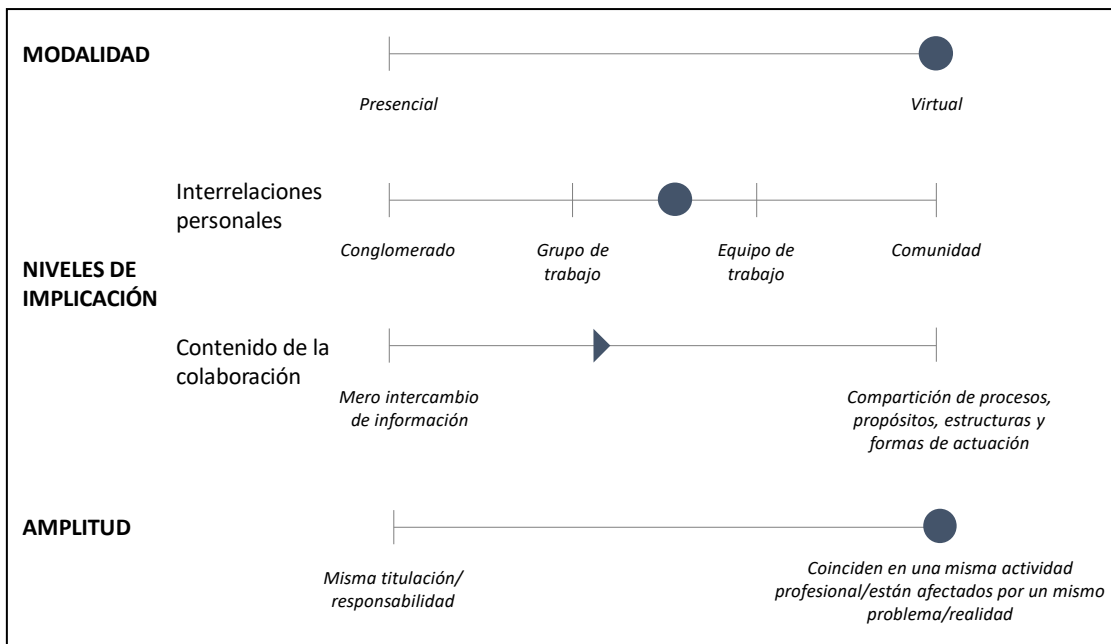 MODALIDAD
Presencial
Virtual
Interrelaciones
personales
Conglomerado
Grupo de
trabajo
Equipo de
trabajo
Comunidad
NIVELES DE
IMPLICACIÓN
Contenido de la
colaboración
Mero intercambio
de información
Compartición de procesos,
propósitos, estructuras y
formas de actuación
AMPLITUD
Misma titulación/
responsabilidad
Coinciden en una misma actividad
profesional/están afectados por un mismo
problema/realidad